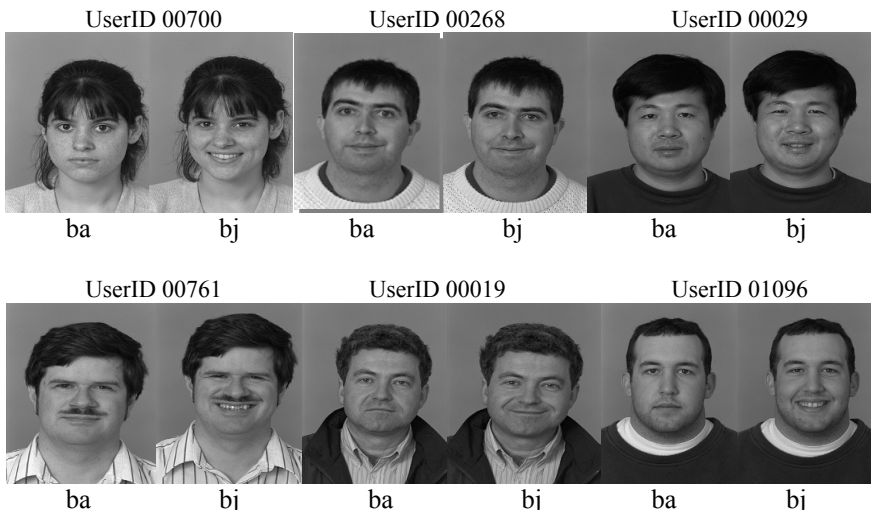 UserID 00700 UserID 00268 UserID 00029
ba bj ba bj ba bj
UserID 00761 UserID 00019 UserID 01096
ba bj ba bj ba bj